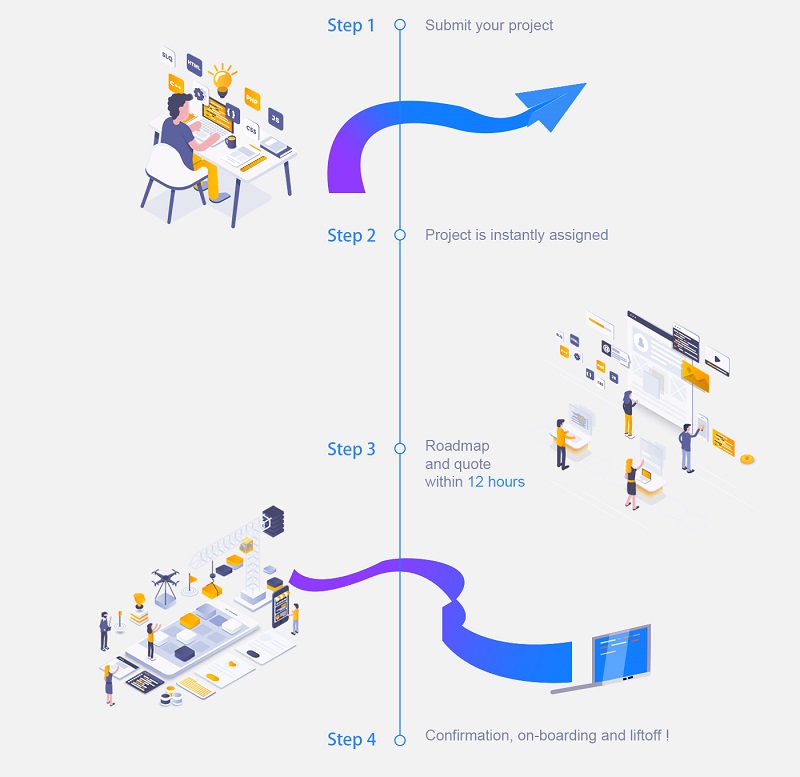 Step 1
Submit your project
SLQ
HTML
C++
PHP
{ }
JS
CSS
Step 2
Project is instantly assigned
Step 3
Roadmap
and quote
within 12 hours
Step 4
Confirmation, on-boarding and liftoff !